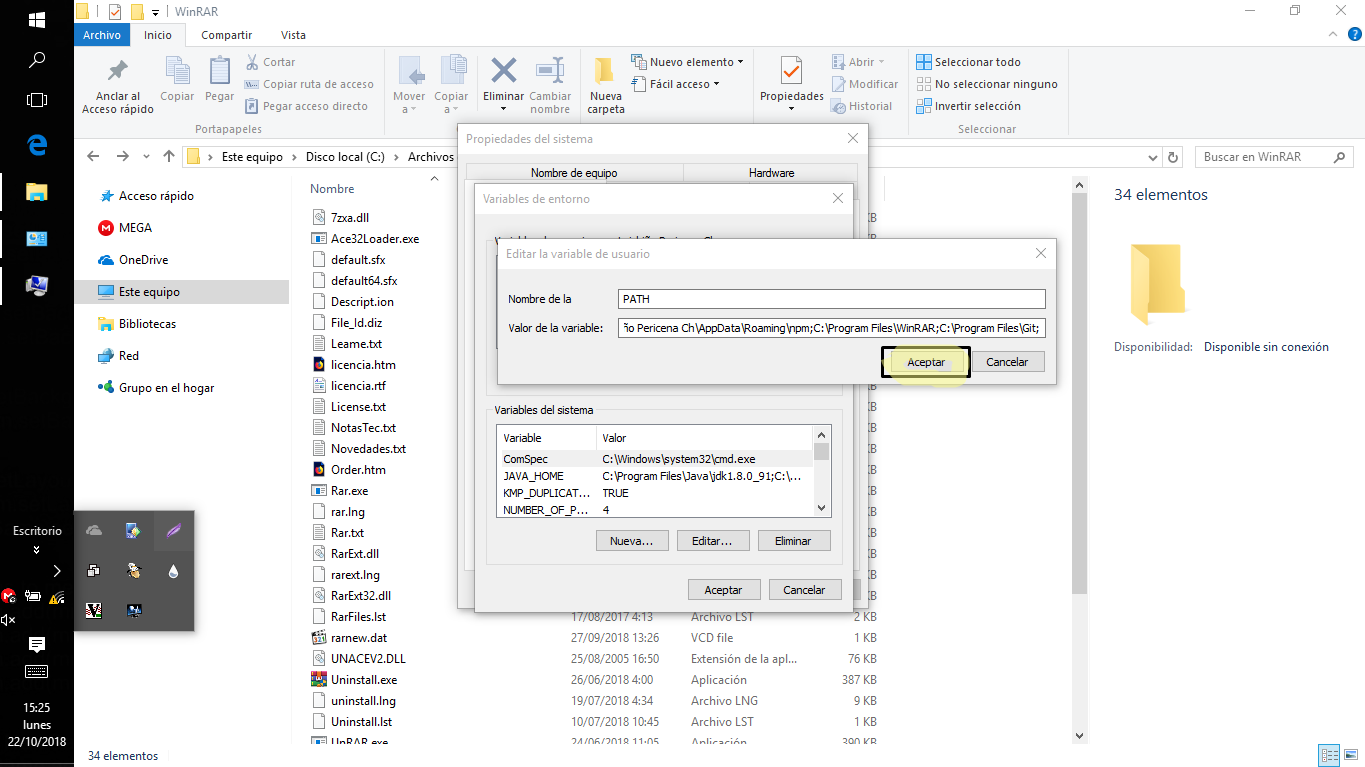 WinRAR
Archivo Inicio Compartir Vista
Anclar al Acceso rápido
Copiar
Pegar
Cortar
Copiar ruta de acceso
Pegar acceso directo
Portapapeles
Mover a
Copiar a
Eliminar
Cambiar nombre
Nueva carpeta
Nuevo elemento
Fácil acceso
Propiedades
Abrir
Modificar
Historial
Seleccionar todo
No seleccionar ninguno
Invertir selección
Seleccionar
Este equipo > Disco local (C:) > Archivos
Buscar en WinRAR
Acceso rápido
MEGA
OneDrive
Este equipo
Bibliotecas
Red
Grupo en el hogar
Nombre
7zxa.dll
Ace32Loader.exe
default.sfx
default64.sfx
Descript.ion
File_Id.diz
Leame.txt
licencia.htm
licencia.rtf
License.txt
NotasTec.txt
Novedades.txt
Order.htm
Rar.exe
rar.lng
Rar.txt
RarExt.dll
rarext.lng
RarExt32.dll
RarFiles.lst 17/08/2017 4:13 Archivo LST 2 KB
rarnew.dat 27/09/2018 13:26 VCD file 1 KB
UNACEV2.DLL 25/08/2005 16:50 Extensión de la apl... 76 KB
Uninstall.exe 26/06/2018 4:00 Aplicación 387 KB
uninstall.lng 19/07/2018 4:34 Archivo LNG 9 KB
Uninstall.lst 10/07/2018 10:45 Archivo LST 1 KB
UnRAR.exe 24/06/2018 11:05 Aplicación 390 KB
Propiedades del sistema
Nombre de equipo Hardware
Variables de entorno
Editar la variable de usuario
Nombre de la PATH
Valor de la variable: ño Pericena Ch\AppData\Roaming\npm;C:\Program Files\WinRAR;C:\Program Files\Git;
Aceptar Cancelar
Variables del sistema
Variable Valor
ComSpec C:\Windows\system32\cmd.exe
JAVA_HOME C:\Program Files\Java\jdk1.8.0_91;C:\...
KMP_DUPLICAT... TRUE
NUMBER_OF_P... 4
Nueva... Editar... Eliminar
Aceptar Cancelar
34 elementos
Disponibilidad: Disponible sin conexión
Escritorio
15:25
lunes
22/10/2018
34 elementos